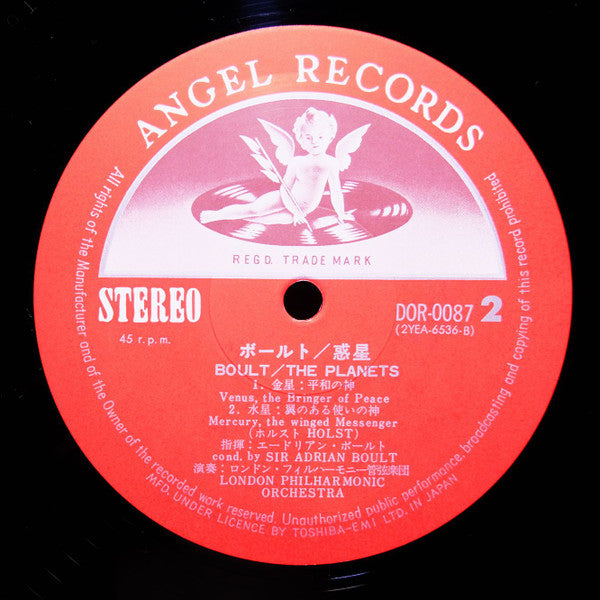 ANGEL RECORDS
REGD. TRADE MARK
STEREO
45 r.p.m.
DOR-0087 2
(2YEA-6536-B)
ボールト／惑星
BOULT/THE PLANETS
1. 金星：平和の神
Venus, the Bringer of Peace
2. 水星：翼のある使いの神
Mercury, the winged Messenger
(ホルスト HOLST)
指揮：エードリアン・ボールト
cond. by SIR ADRIAN BOULT
演奏：ロンドン・フィルハーモニー管弦楽団
LONDON PHILHARMONIC
ORCHESTRA
All rights of the Manufacturer and of the Owner of the recorded work reserved. Unauthorized public performance, broadcasting and copying of this record prohibited
MFD. UNDER LICENCE BY TOSHIBA-EMI LTD. IN JAPAN